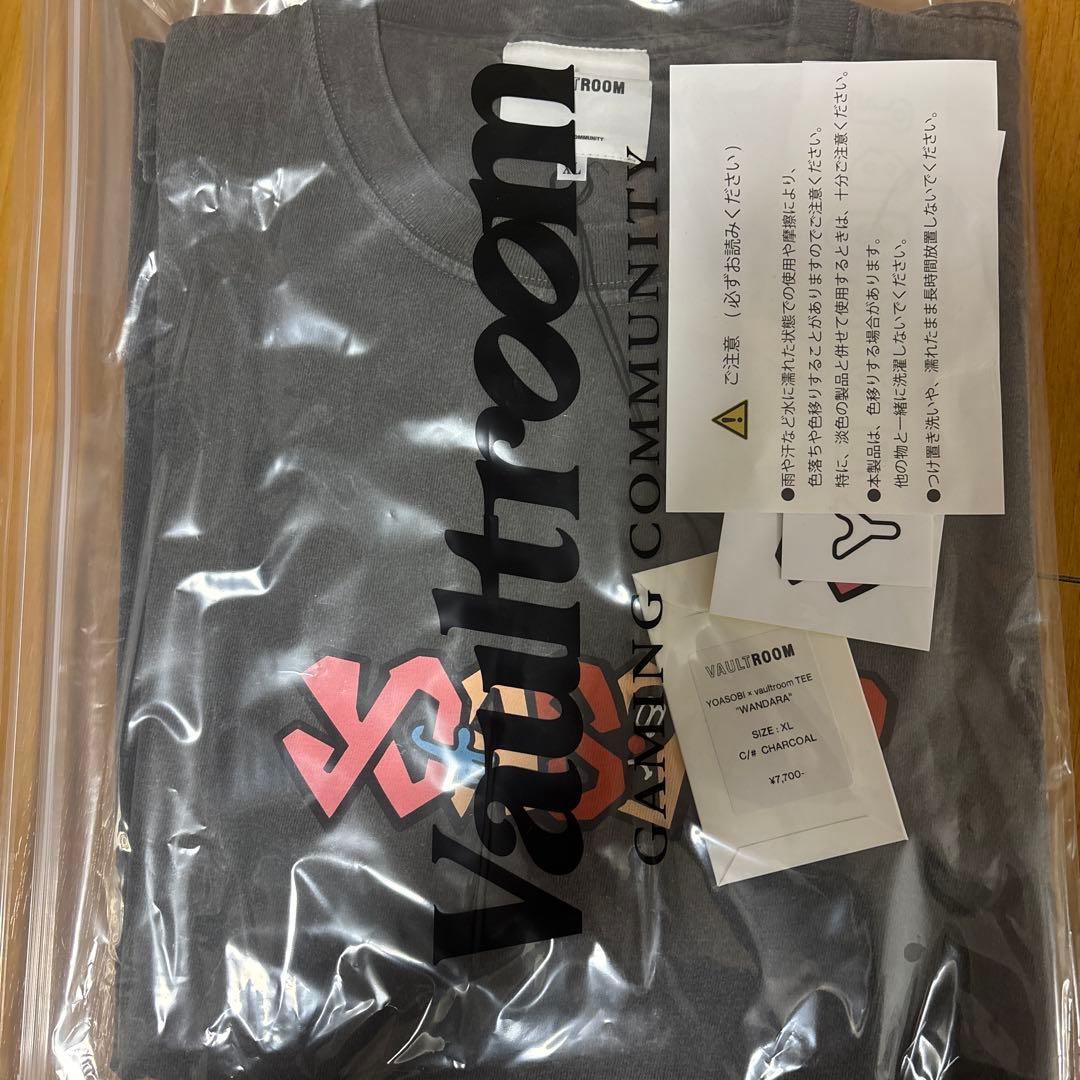 VAULTROOM
COMMUNITY
XL
Vaultroom
GAMING COMMUNITY
ご注意 （必ずお読みください）
●雨や汗など水に濡れた状態での使用や摩擦により、
色落ちや色移りすることがありますのでご注意ください。
特に、淡色の製品と併せて使用するときは、十分ご注意ください。
●本製品は、色移りする場合があります。
他の物と一緒に洗濯しないでください。
●つけ置き洗いや、濡れたまま長時間放置しないでください。
Y
VAULTROOM
YOASOBI × vaultroom TEE
"WANDARA"
SIZE : XL
C/# CHARCOAL
¥7,700-